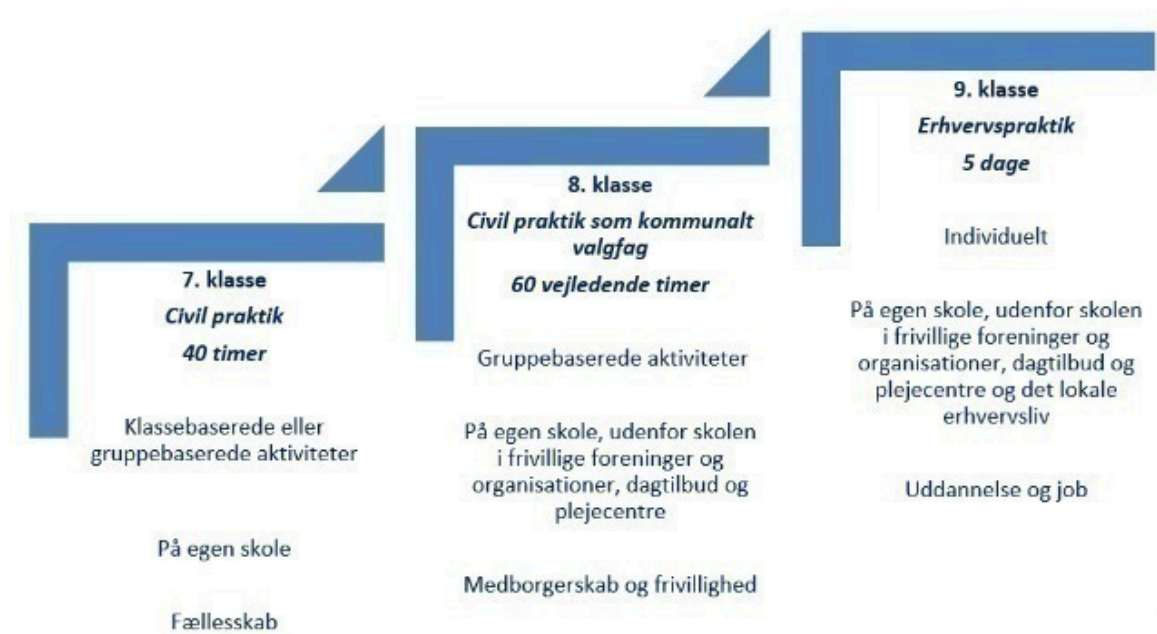 7. klasse
Civil praktik
40 timer
Klassebaserede eller
gruppebaserede aktiviteter
På egen skole
Fællesskab
8. klasse
Civil praktik som kommunalt
valgfag
60 vejledende timer
Gruppebaserede aktiviteter
På egen skole, udenfor skolen
i frivillige foreninger og
organisationer, dagtilbud og
plejecentre
Medborgerskab og frivillighed
9. klasse
Erhvervspraktik
5 dage
Individuelt
På egen skole, udenfor skolen
i frivillige foreninger og
organisationer, dagtilbud og
plejecentre og det lokale
erhvervsliv
Uddannelse og job